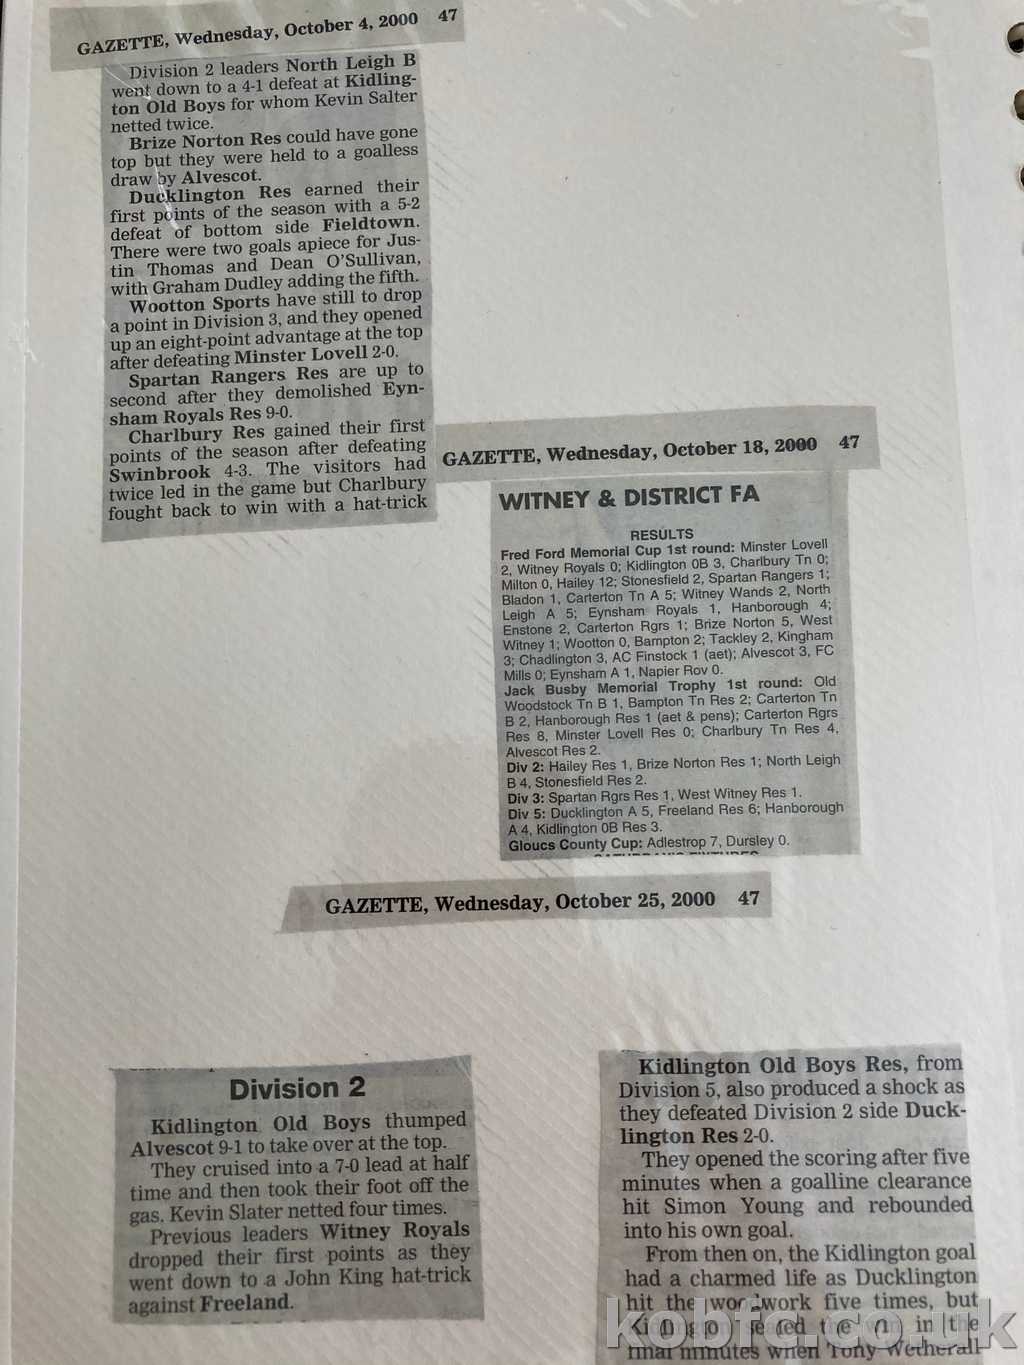 GAZETTE, Wednesday, October 4, 2000 47
Division 2 leaders North Leigh B
went down to a 4-1 defeat at Kidling-
ton Old Boys for whom Kevin Salter
netted twice.
Brize Norton Res could have gone
top but they were held to a goalless
draw by Alvescot.
Ducklington Res earned their
first points of the season with a 5-2
defeat of bottom side Fieldtown.
There were two goals apiece for Jus-
tin Thomas and Dean O'Sullivan,
with Graham Dudley adding the fifth.
Wootton Sports have still to drop
a point in Division 3, and they opened
up an eight-point advantage at the top
after defeating Minster Lovell 2-0.
Spartan Rangers Res are up to
second after they demolished Eyn-
sham Royals Res 9-0.
Charlbury Res gained their first
points of the season after defeating
Swinbrook 4-3. The visitors had
twice led in the game but Charlbury
fought back to win with a hat-trick
GAZETTE, Wednesday, October 18, 2000 47
WITNEY & DISTRICT FA
RESULTS
Fred Ford Memorial Cup 1st round: Minster Lovell
2, Witney Royals 0; Kidlington 0B 3, Charlbury Tn 0;
Milton 0, Hailey 12; Stonesfield 2, Spartan Rangers 1;
Bladon 1, Carterton Tn A 5; Witney Wands 2, North
Leigh A 5; Eynsham Royals 1, Hanborough 4;
Enstone 2, Carterton Rgrs 1; Brize Norton 5, West
Witney 1; Wootton 0, Bampton 2; Tackley 2, Kingham
3; Chadlington 3, AC Finstock 1 (aet); Alvescot 3, FC
Mills 0; Eynsham A 1, Napier Rov 0.
Jack Busby Memorial Trophy 1st round: Old
Woodstock Tn B 1, Bampton Tn Res 2; Carterton Tn
B 2, Hanborough Res 1 (aet & pens); Carterton Rgrs
Res 8, Minster Lovell Res 0; Charlbury Tn Res 4,
Alvescot Res 2.
Div 2: Hailey Res 1, Brize Norton Res 1; North Leigh
B 4, Stonesfield Res 2.
Div 3: Spartan Rgrs Res 1, West Witney Res 1.
Div 5: Ducklington A 5, Freeland Res 6; Hanborough
A 4, Kidlington 0B Res 3.
Gloucs County Cup: Adlestrop 7, Dursley 0.
GAZETTE, Wednesday, October 25, 2000 47
Division 2
Kidlington Old Boys thumped
Alvescot 9-1 to take over at the top.
They cruised into a 7-0 lead at half
time and then took their foot off the
gas. Kevin Slater netted four times.
Previous leaders Witney Royals
dropped their first points as they
went down to a John King hat-trick
against Freeland.
Kidlington Old Boys Res, from
Division 5, also produced a shock as
they defeated Division 2 side Duck-
lington Res 2-0.
They opened the scoring after five
minutes when a goalline clearance
hit Simon Young and rebounded
into his own goal.
From then on, the Kidlington goal
had a charmed life as Ducklington
hit the woodwork five times, but
Kidlington sealed the win in the
final minutes when Tony Wetherall
kobfc.co.uk